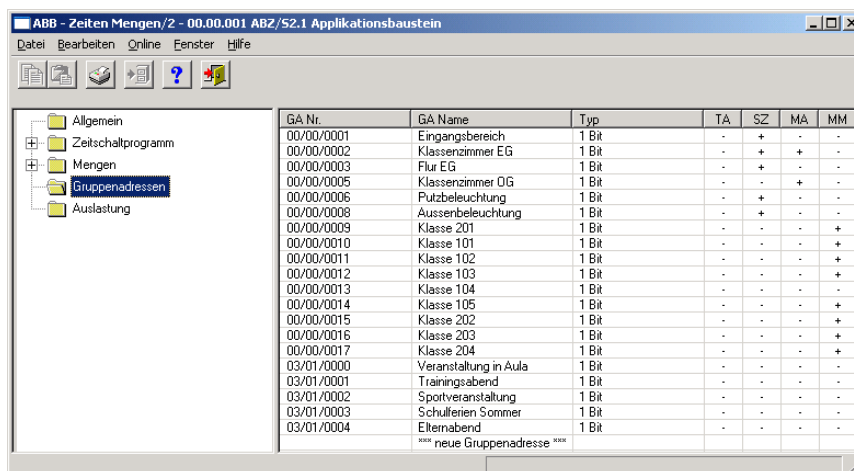 ABB - Zeiten Mengen/2 - 00.00.001 ABZ/S2.1 Applikationsbaustein
Datei Bearbeiten Online Fenster Hilfe
Allgemein
Zeitschaltprogramm
Mengen
Gruppenadressen
Auslastung
GA Nr. GA Name Typ TA SZ MA MM
00/00/0001 Eingangsbereich 1 Bit - + - -
00/00/0002 Klassenzimmer EG 1 Bit - + + -
00/00/0003 Flur EG 1 Bit - + - -
00/00/0005 Klassenzimmer OG 1 Bit - - + -
00/00/0006 Putzbeleuchtung 1 Bit - + - -
00/00/0008 Aussenbeleuchtung 1 Bit - + - -
00/00/0009 Klasse 201 1 Bit - - - +
00/00/0010 Klasse 101 1 Bit - - - +
00/00/0011 Klasse 102 1 Bit - - - +
00/00/0012 Klasse 103 1 Bit - - - +
00/00/0013 Klasse 104 1 Bit - - - -
00/00/0014 Klasse 105 1 Bit - - - +
00/00/0015 Klasse 202 1 Bit - - - +
00/00/0016 Klasse 203 1 Bit - - - +
00/00/0017 Klasse 204 1 Bit - - - +
03/01/0000 Veranstaltung in Aula 1 Bit - - - -
03/01/0001 Trainingsabend 1 Bit - - - -
03/01/0002 Sportveranstaltung 1 Bit - - - -
03/01/0003 Schulferien Sommer 1 Bit - - - -
03/01/0004 Elternabend 1 Bit - - - -
*** neue Gruppenadresse ***